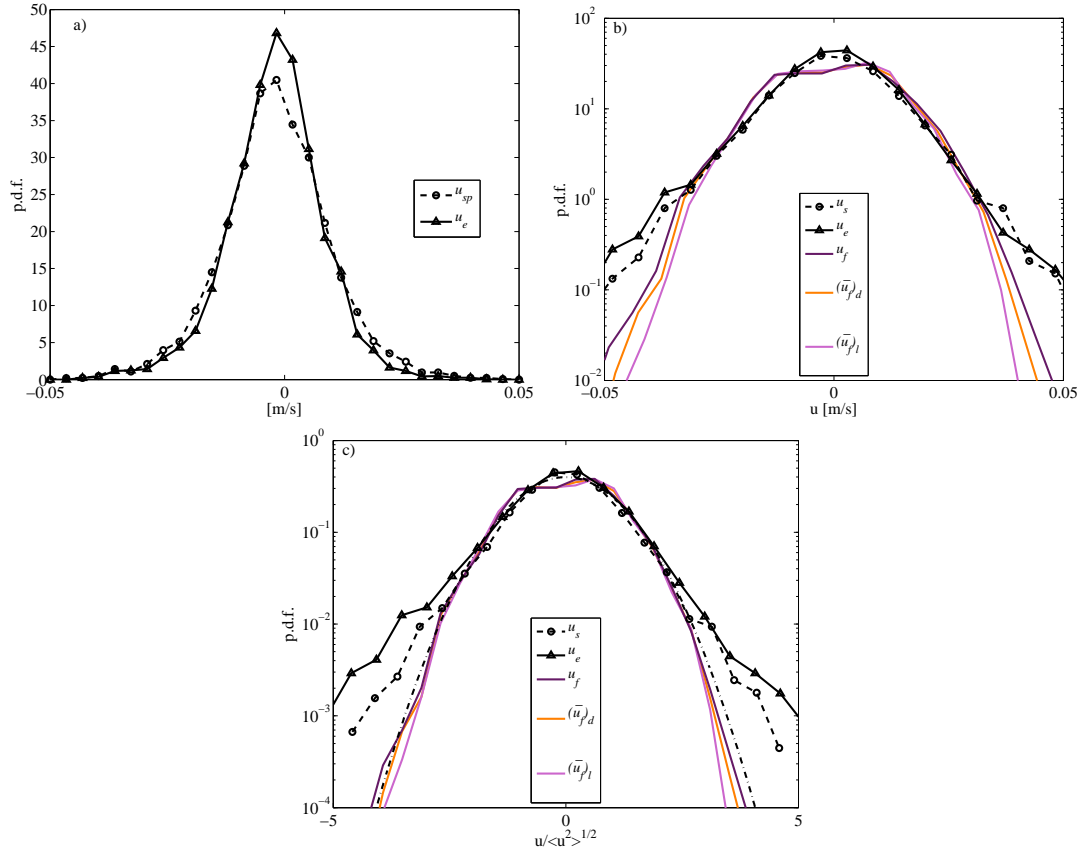 a)
50
45
40
35
30
25
20
15
10
5
0
p.d.f.
−0.05 0 0.05
[m/s]
u_sp
u_e
b)
10^2
10^1
10^0
10^-1
10^-2
p.d.f.
−0.05 0 0.05
u [m/s]
u_s
u_e
u_f
(ū_f)_d
(ū_f)_l
c)
10^0
10^-1
10^-2
10^-3
10^-4
p.d.f.
-5 0 5
u/<u^2>^1/2
u_s
u_e
u_f
(ū_f)_d
(ū_f)_l